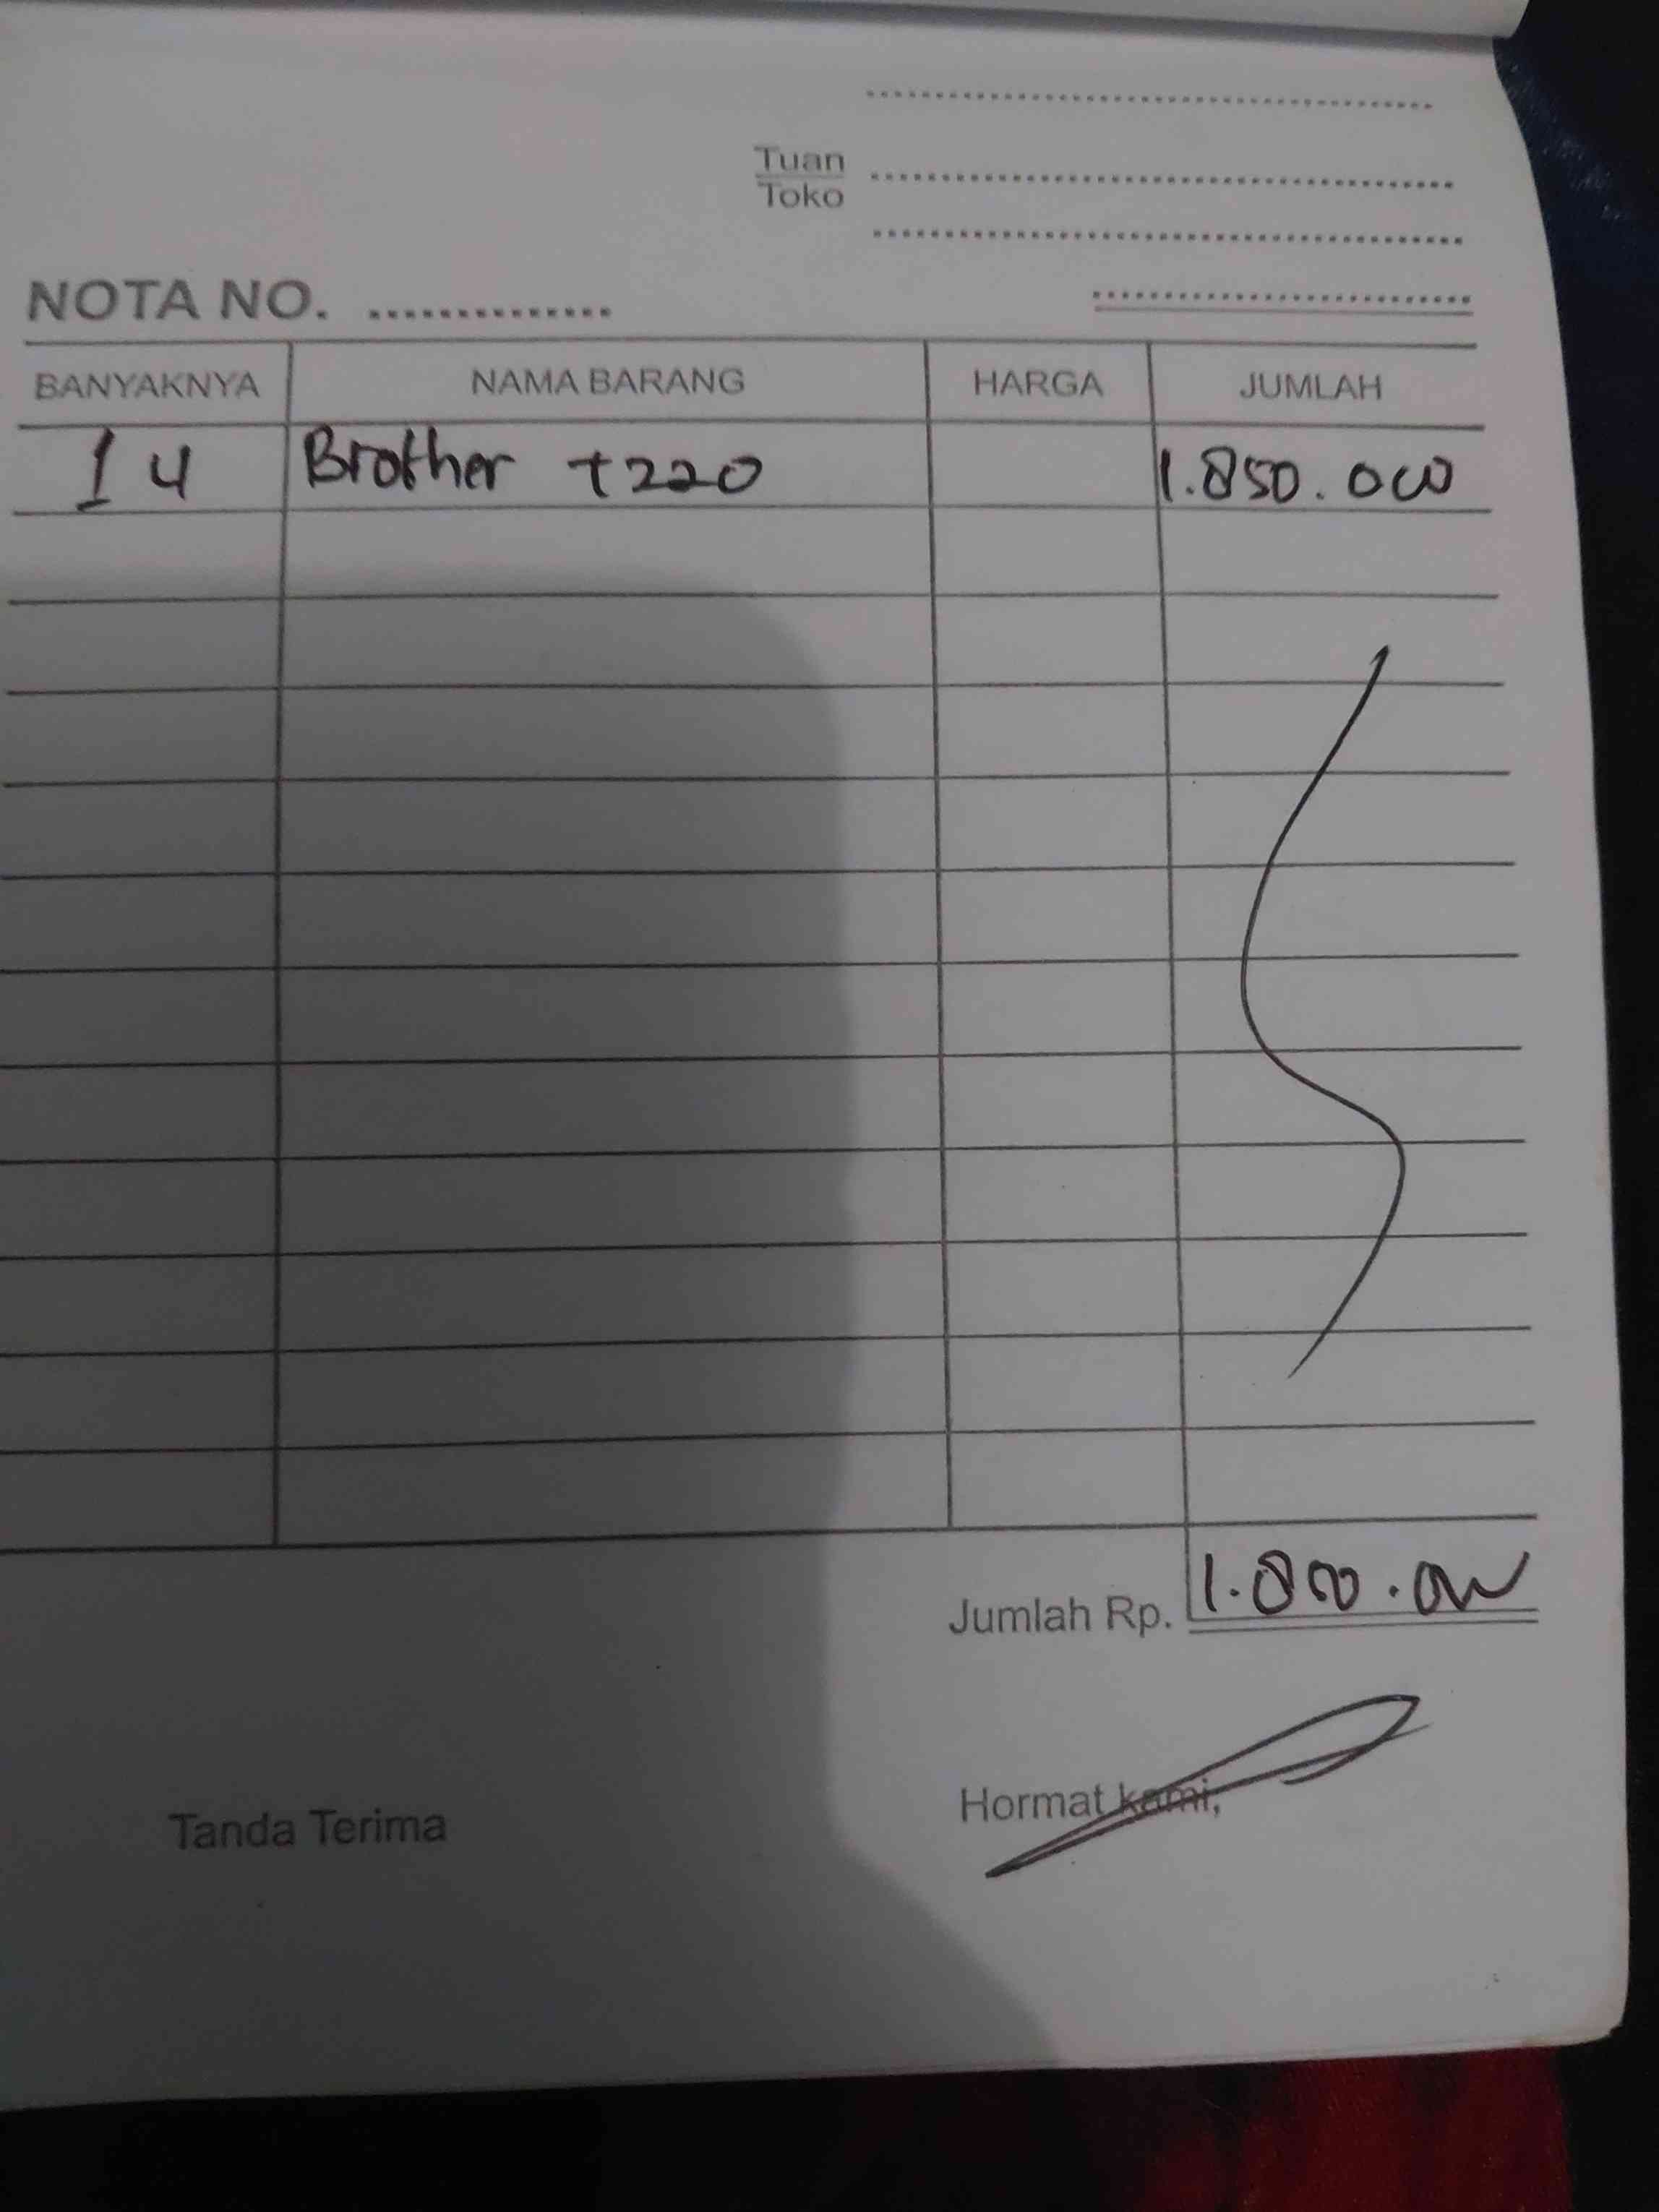 Tuan
Toko
NOTA NO. ...............
BANYAKNYA NAMA BARANG HARGA JUMLAH
1 u Brother t220 1.850.000
Jumlah Rp. 1.850.000
Tanda Terima Hormat kami,